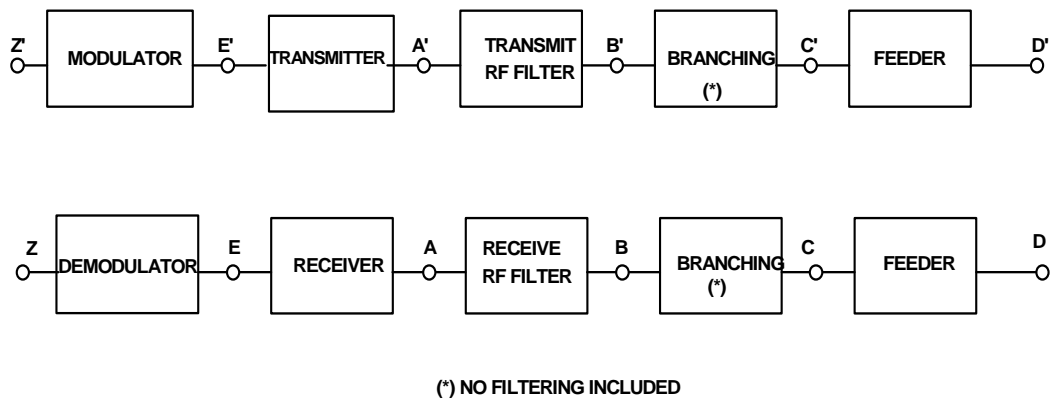 Z'
MODULATOR
E'
TRANSMITTER
A'
TRANSMIT
RF FILTER
B'
BRANCHING
(*)
C'
FEEDER
D'
Z
DEMODULATOR
E
RECEIVER
A
RECEIVE
RF FILTER
B
BRANCHING
(*)
C
FEEDER
D
(*) NO FILTERING INCLUDED